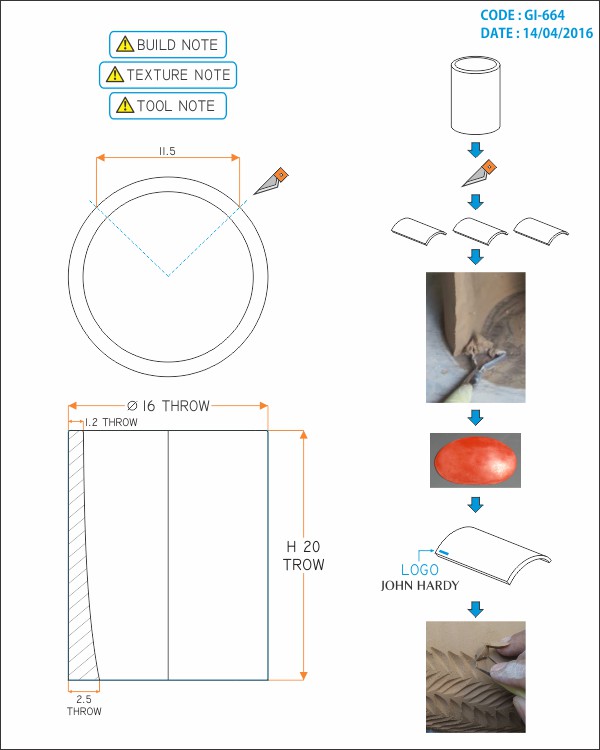 CODE : GI-664
DATE : 14/04/2016
BUILD NOTE
TEXTURE NOTE
TOOL NOTE
11.5
Ø 16 THROW
1.2 THROW
H 20
TROW
2.5
THROW
LOGO
JOHN HARDY